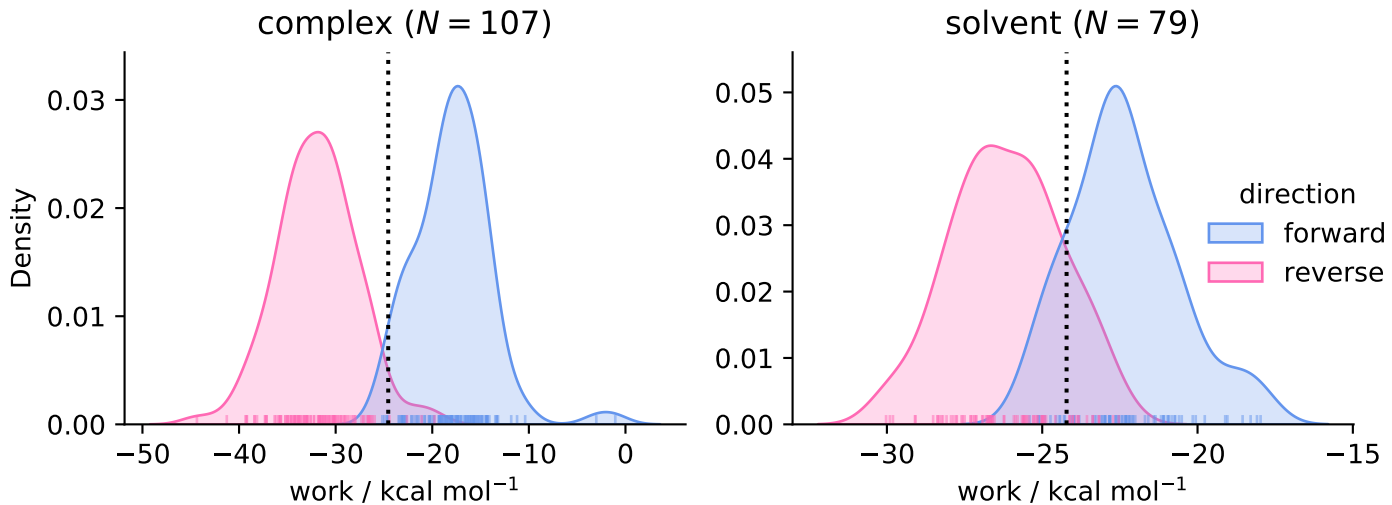 complex (N = 107)
Density
0.03
0.02
0.01
0.00
−50 −40 −30 −20 −10 0
work / kcal mol⁻¹
solvent (N = 79)
0.05
0.04
0.03
0.02
0.01
0.00
−30 −25 −20 −15
work / kcal mol⁻¹
direction
forward
reverse